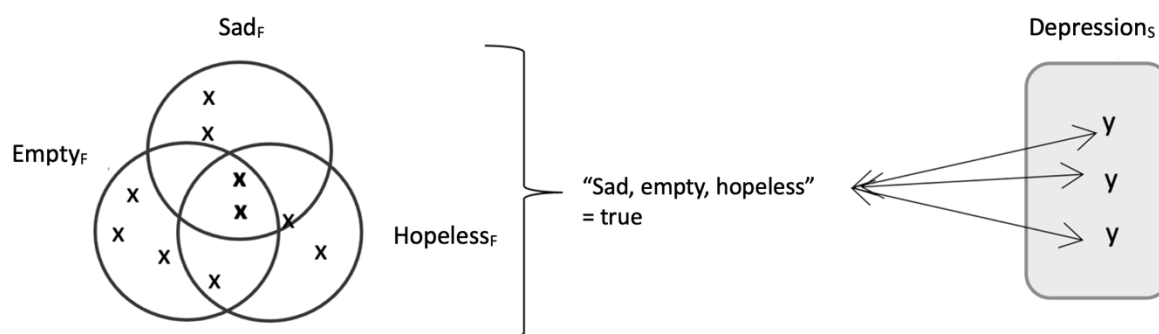 Sad_F
Depression_S
x
x
Empty_F
x
x
x
x
x
x
x
Hopeless_F
x
x
“Sad, empty, hopeless”
= true
y
y
y